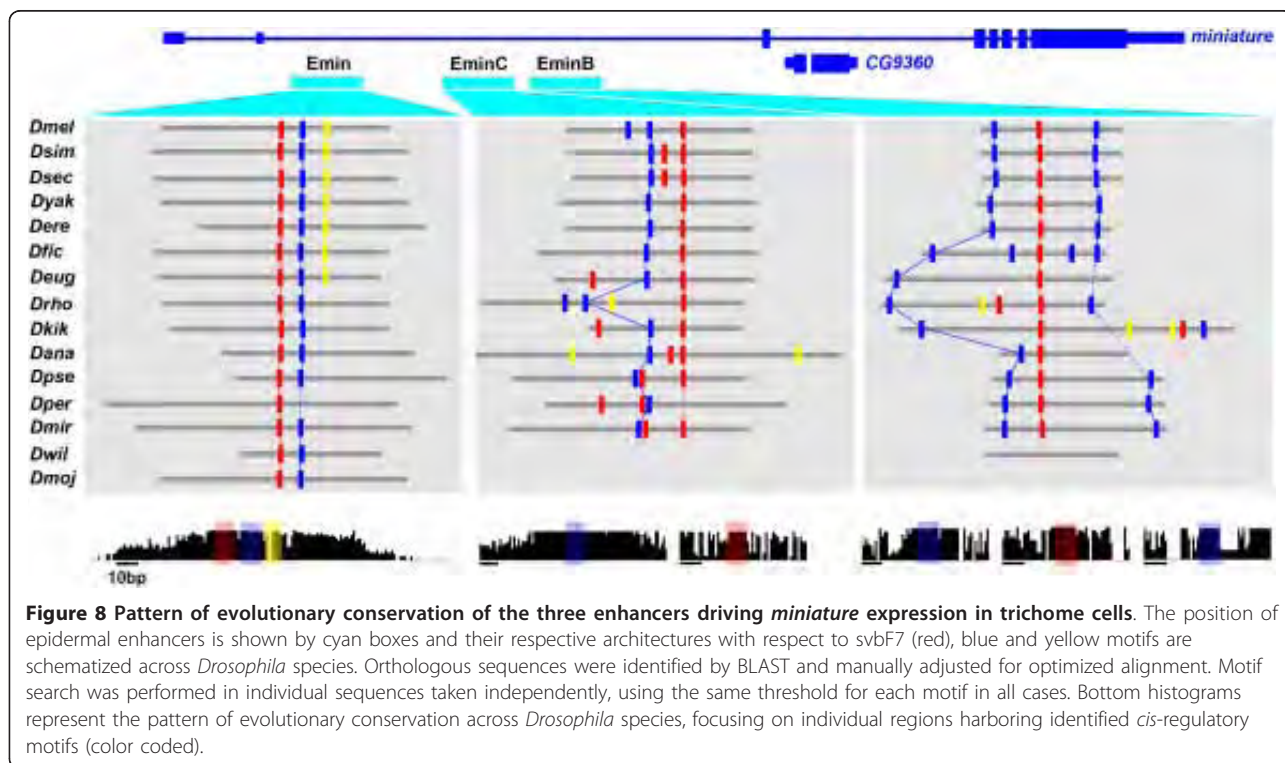 miniature
Emin EminC EminB CG9360
Dmel
Dsim
Dsec
Dyak
Dere
Dfic
Deug
Drho
Dkik
Dana
Dpse
Dper
Dmir
Dwil
Dmoj
10bp
Figure 8 Pattern of evolutionary conservation of the three enhancers driving miniature expression in trichome cells. The position of
epidermal enhancers is shown by cyan boxes and their respective architectures with respect to svbF7 (red), blue and yellow motifs are
schematized across Drosophila species. Orthologous sequences were identified by BLAST and manually adjusted for optimized alignment. Motif
search was performed in individual sequences taken independently, using the same threshold for each motif in all cases. Bottom histograms
represent the pattern of evolutionary conservation across Drosophila species, focusing on individual regions harboring identified cis-regulatory
motifs (color coded).